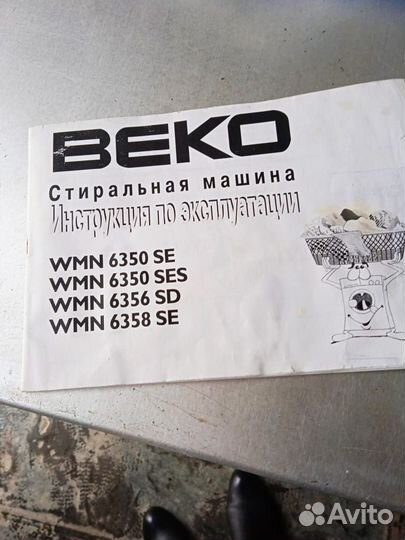 BEKO
Стиральная машина
Инструкция по эксплуатации
WMN 6350 SE
WMN 6350 SES
WMN 6356 SD
WMN 6358 SE
Avito